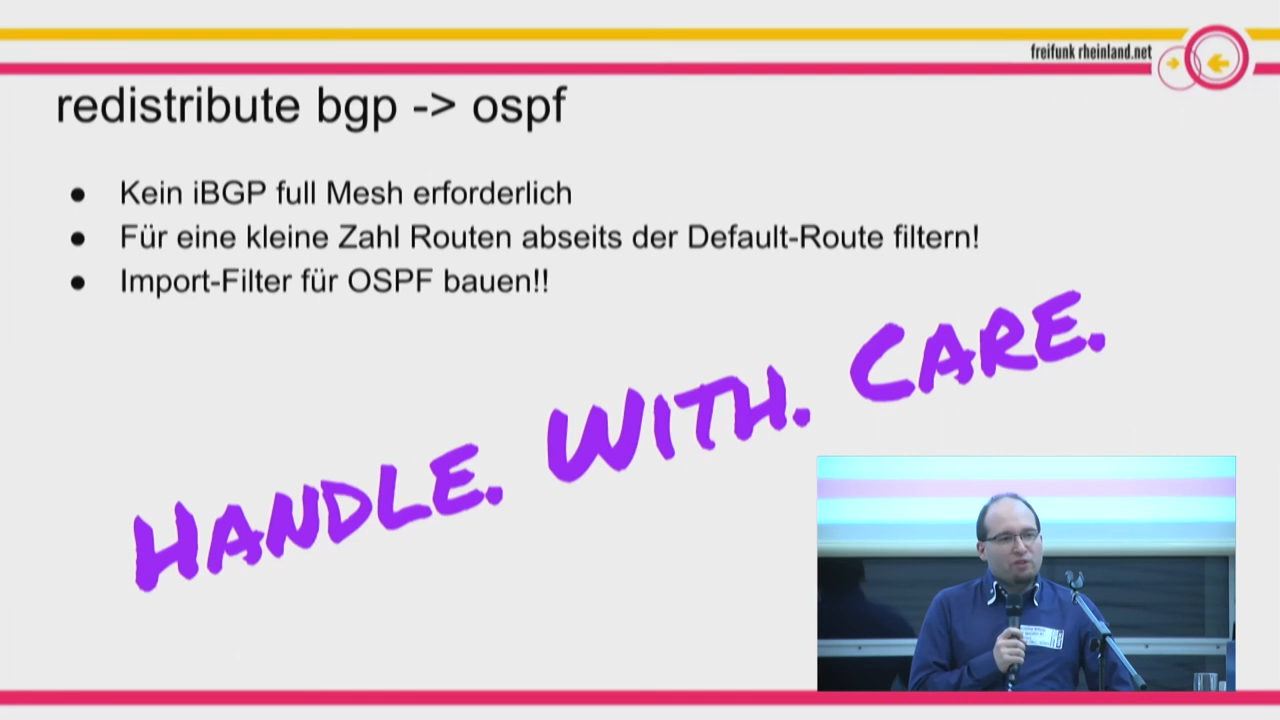 freifunk rheinland.net
redistribute bgp -> ospf
● Kein iBGP full Mesh erforderlich
● Für eine kleine Zahl Routen abseits der Default-Route filtern!
● Import-Filter für OSPF bauen!!
HANDLE. WITH. CARE.